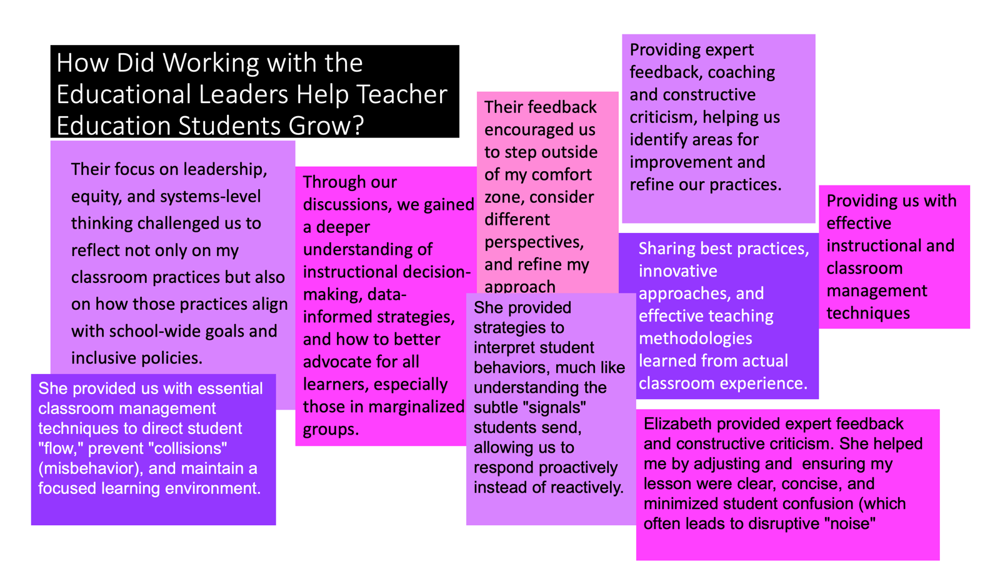 How Did Working with the
Educational Leaders Help Teacher
Education Students Grow?
Their focus on leadership,
equity, and systems-level
thinking challenged us to
reflect not only on my
classroom practices but also
on how those practices align
with school-wide goals and
inclusive policies.
She provided us with essential
classroom management
techniques to direct student
"flow," prevent "collisions"
(misbehavior), and maintain a
focused learning environment.
Through our
discussions, we gained
a deeper
understanding of
instructional decision-
making, data-
informed strategies,
and how to better
advocate for all
learners, especially
those in marginalized
groups.
Their feedback
encouraged us
to step outside
of my comfort
zone, consider
different
perspectives,
and refine my
approach
She provided
strategies to
interpret student
behaviors, much like
understanding the
subtle "signals"
students send,
allowing us to
respond proactively
instead of reactively.
Providing expert
feedback, coaching
and constructive
criticism, helping us
identify areas for
improvement and
refine our practices.
Sharing best practices,
innovative
approaches, and
effective teaching
methodologies
learned from actual
classroom experience.
Providing us with
effective
instructional and
classroom
management
techniques
Elizabeth provided expert feedback
and constructive criticism. She helped
me by adjusting and  ensuring my
lesson were clear, concise, and
minimized student confusion (which
often leads to disruptive "noise"